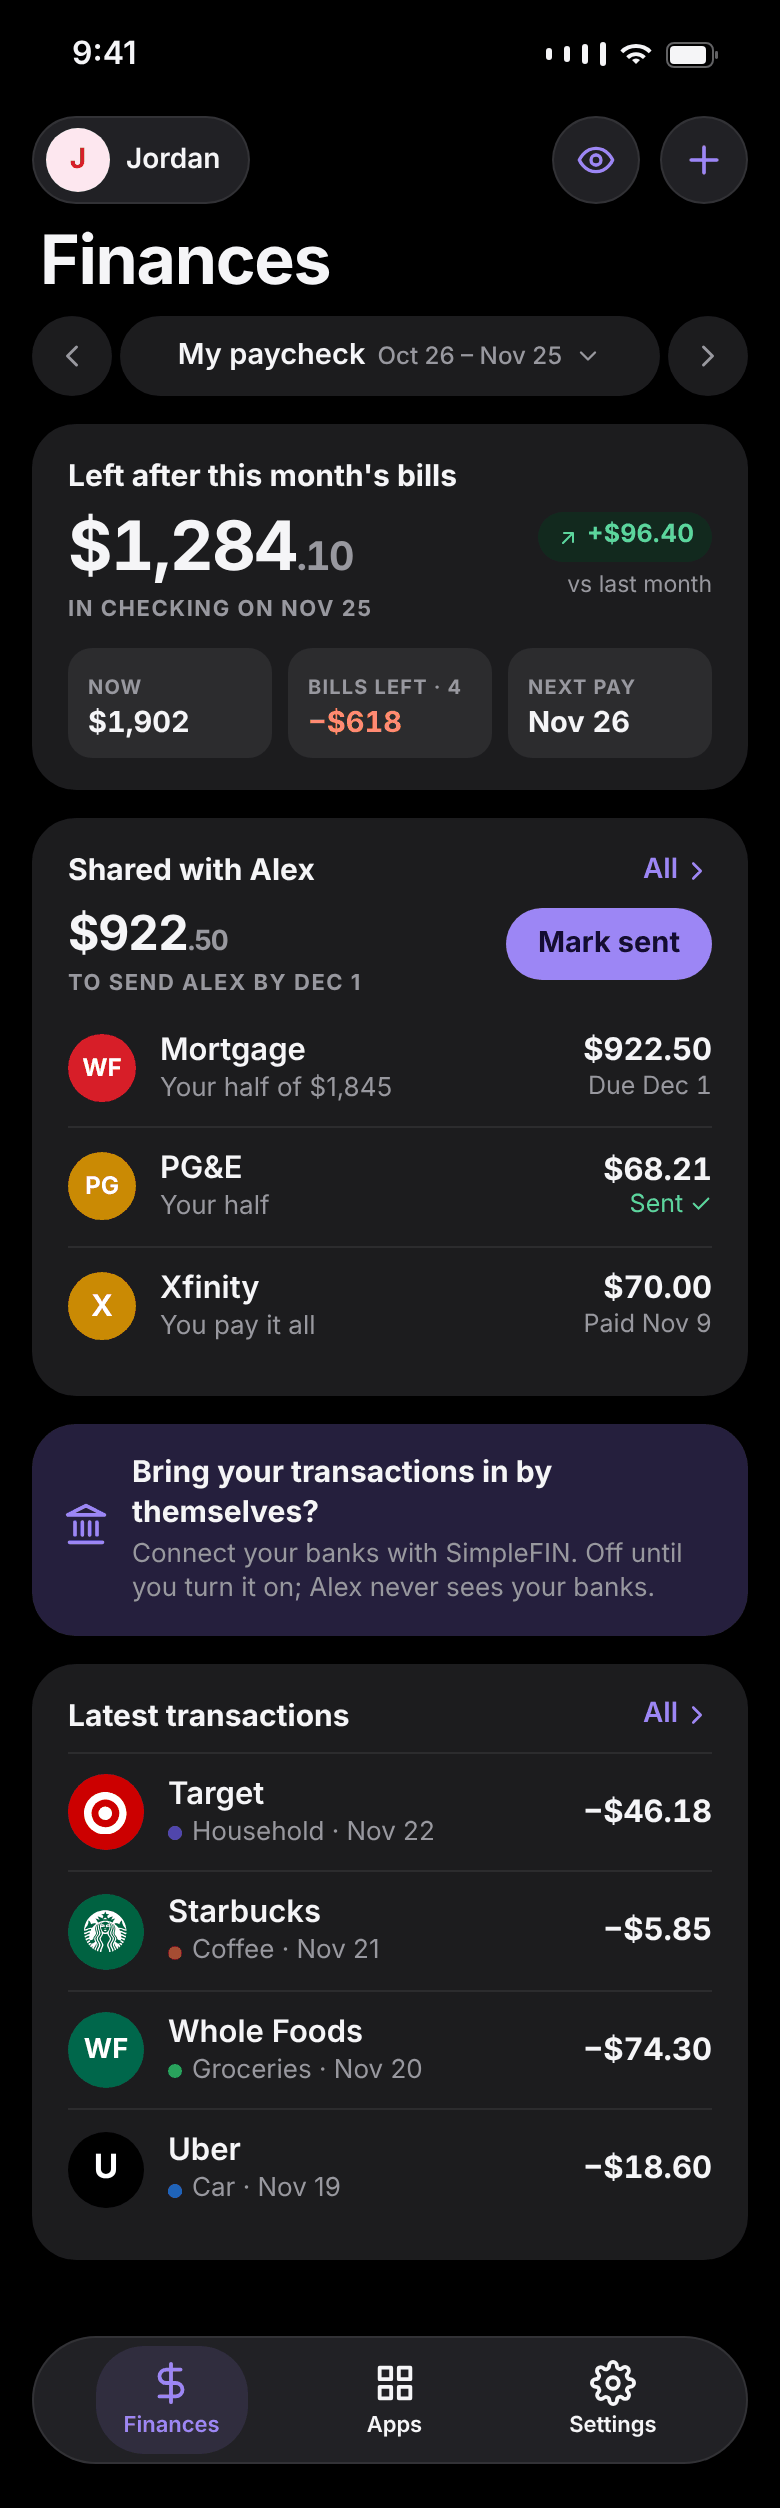 9:41
J Jordan
Finances
My paycheck Oct 26 – Nov 25
Left after this month's bills
$1,284.10
+$96.40
vs last month
IN CHECKING ON NOV 25
NOW
$1,902
BILLS LEFT · 4
−$618
NEXT PAY
Nov 26
Shared with Alex
All
$922.50
Mark sent
TO SEND ALEX BY DEC 1
WF
Mortgage
$922.50
Your half of $1,845
Due Dec 1
PG
PG&E
$68.21
Your half
Sent ✓
X
Xfinity
$70.00
You pay it all
Paid Nov 9
Bring your transactions in by
themselves?
Connect your banks with SimpleFIN. Off until
you turn it on; Alex never sees your banks.
Latest transactions
All
Target
−$46.18
Household · Nov 22
Starbucks
−$5.85
Coffee · Nov 21
WF
Whole Foods
−$74.30
Groceries · Nov 20
U
Uber
−$18.60
Car · Nov 19
Finances
Apps
Settings